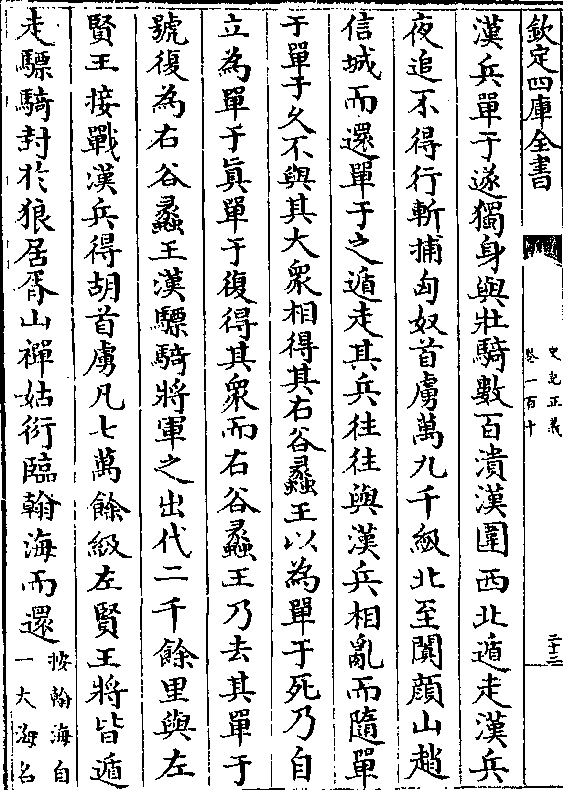 欽定四庫全書
史記正義
卷一百十
二十三
漢兵單于遂獨身與壯騎數百潰漢圍西北遁走漢兵
夜追不得行斬捕匈奴首虜萬九千級北至闐顔山趙
信城而還單于之遁走其兵往往與漢兵相亂而隨單
于單于久不與其大衆相得其右谷蠡王以為單于死乃自
立為單于真單于復得其衆而右谷蠡王乃去其單于
號復為右谷蠡王漢驃騎將軍之出代二千餘里與左
賢王接戰漢兵得胡首虜凡七萬餘級左賢王將皆遁
走驃騎封於狼居胥山禪姑衍臨翰海而還
按翰海自
一大海名